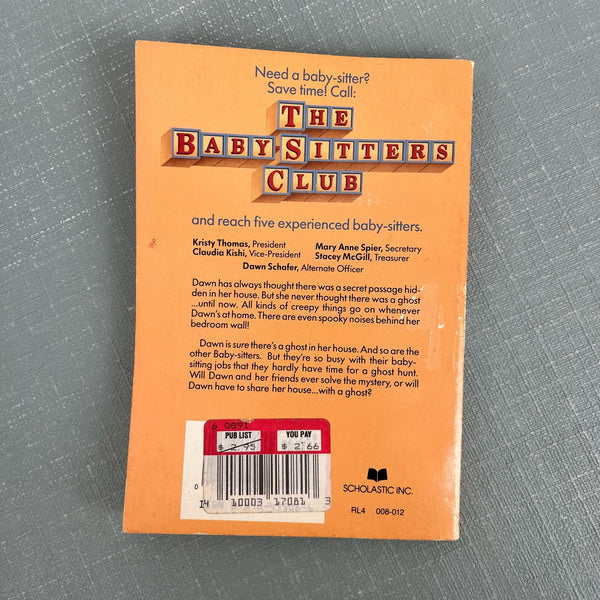 Need a baby-sitter?
Save time! Call:
THE
BABY-SITTERS
CLUB
and reach five experienced baby-sitters.
Kristy Thomas, President Mary Anne Spier, Secretary
Claudia Kishi, Vice-President Stacey McGill, Treasurer
Dawn Schafer, Alternate Officer
Dawn has always thought there was a secret passage hid-
den in her house. But she never thought there was a ghost
...until now. All kinds of creepy things go on whenever
Dawn's at home. There are even spooky noises behind her
bedroom wall!
Dawn is sure there's a ghost in her house. And so are the
other Baby-sitters. But they're so busy with their baby-
sitting jobs that they hardly have time for a ghost hunt.
Will Dawn and her friends ever solve the mystery, or will
Dawn have to share her house...with a ghost?
6 0891
PUB LIST YOU PAY
$ 2.95 $ 2.66
0
14 10003 17081 3
SCHOLASTIC INC.
RL4 008-012